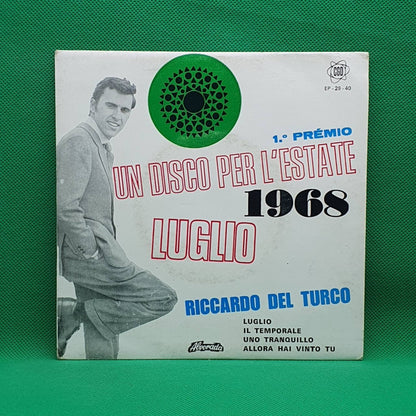 CGD
EP - 29 - 40
1.º PRÉMIO
UN DISCO PER L'ESTATE
1968
LUGLIO
RICCARDO DEL TURCO
LUGLIO
IL TEMPORALE
UNO TRANQUILLO
ALLORA HAI VINTO TU
Alvorada